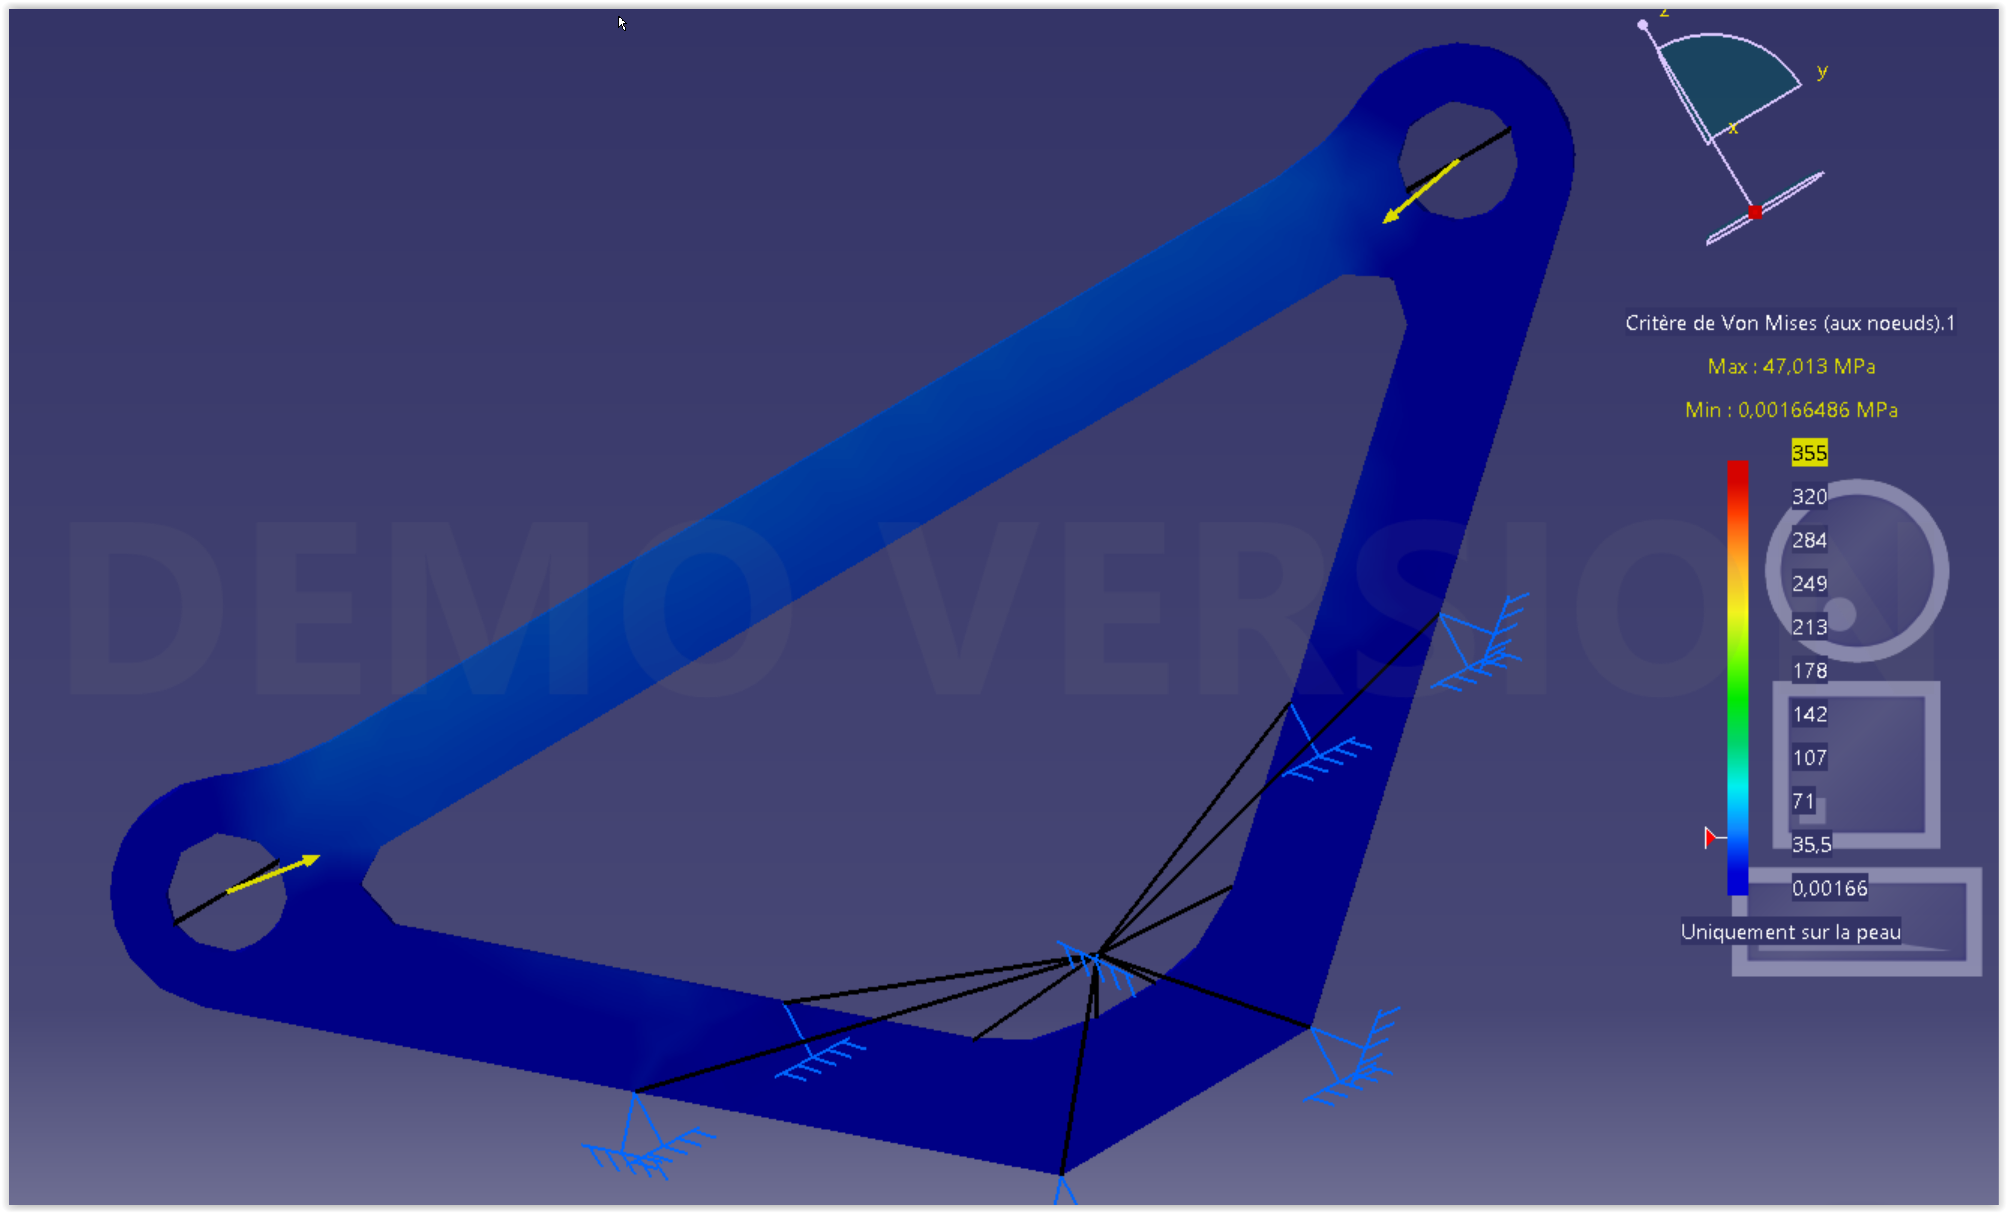 z
y
x
Critère de Von Mises (aux noeuds).1
Max : 47,013 MPa
Min : 0,00166486 MPa
355
320
284
249
213
178
142
107
71
35,5
0,00166
Uniquement sur la peau
DEMO VERSION